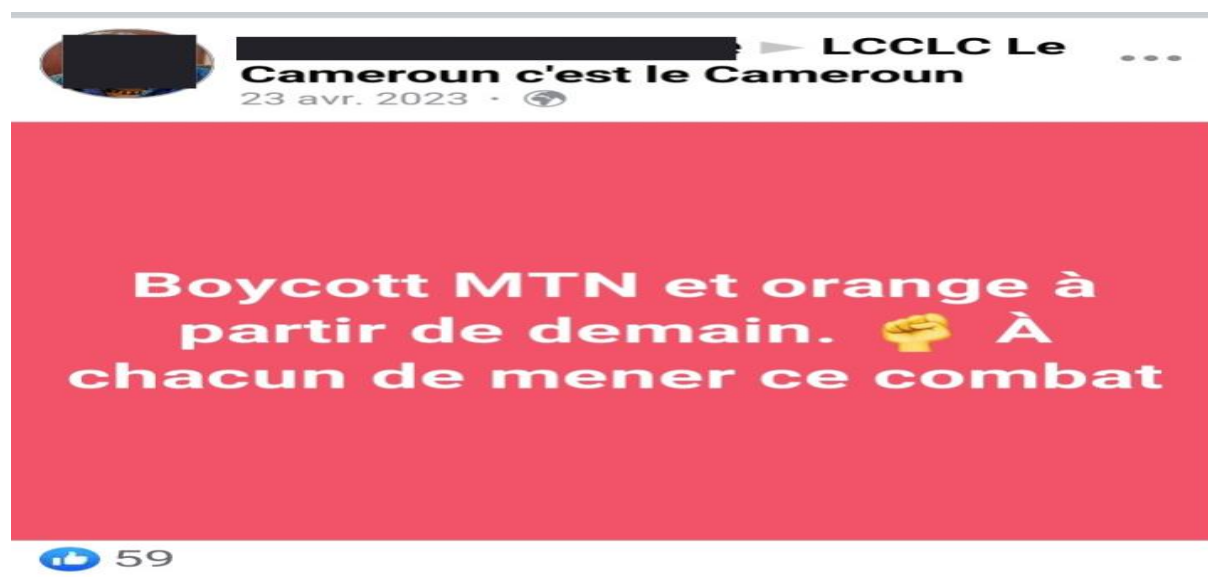 LCCLC Le
Cameroun c'est le Cameroun
23 avr. 2023 ·
Boycott MTN et orange à
partir de demain. ✊ À
chacun de mener ce combat
59